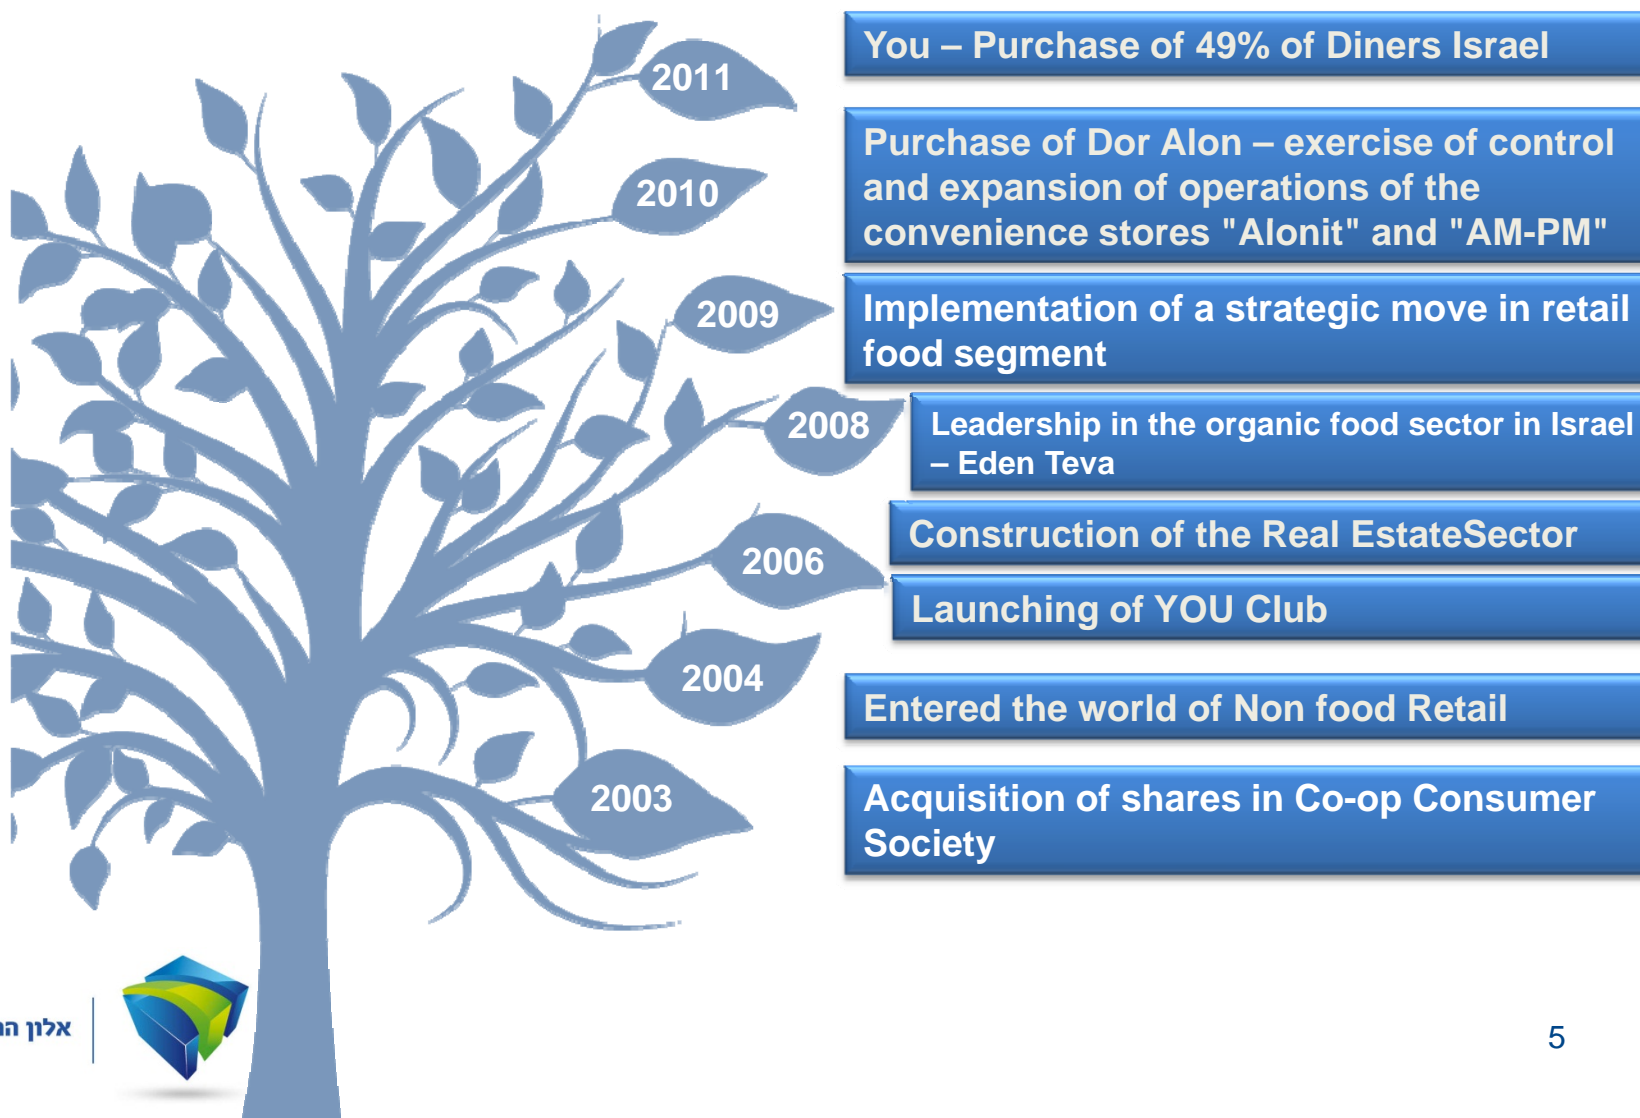 2011
You – Purchase of 49% of Diners Israel
2010
Purchase of Dor Alon – exercise of control
and expansion of operations of the
convenience stores "Alonit" and "AM-PM"
2009
Implementation of a strategic move in retail
food segment
2008
Leadership in the organic food sector in Israel
– Eden Teva
2006
Construction of the Real EstateSector
Launching of YOU Club
2004
Entered the world of Non food Retail
2003
Acquisition of shares in Co-op Consumer
Society
אלון
5